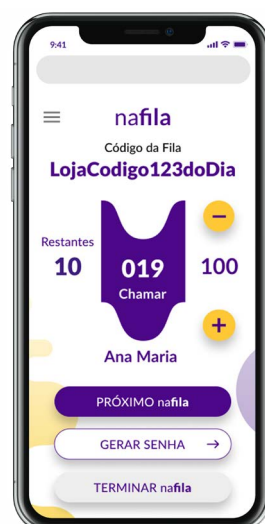 9:41
nafila
Código da Fila
LojaCodigo123doDia
Restantes
10
019
Chamar
−
100
+
Ana Maria
PRÓXIMO nafila
GERAR SENHA →
TERMINAR nafila